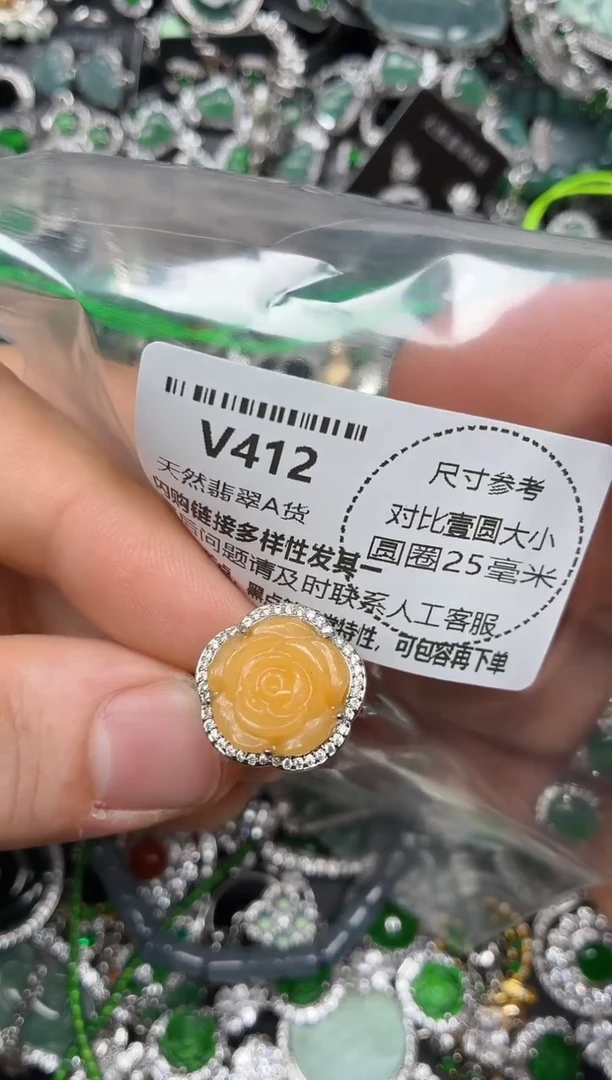 V412
天然翡翠A货
内购链接多样性发其一
后问题请及时联系人工客服
特性，可包容再下单
尺寸参考
对比壹圆大小
圆圈25毫米